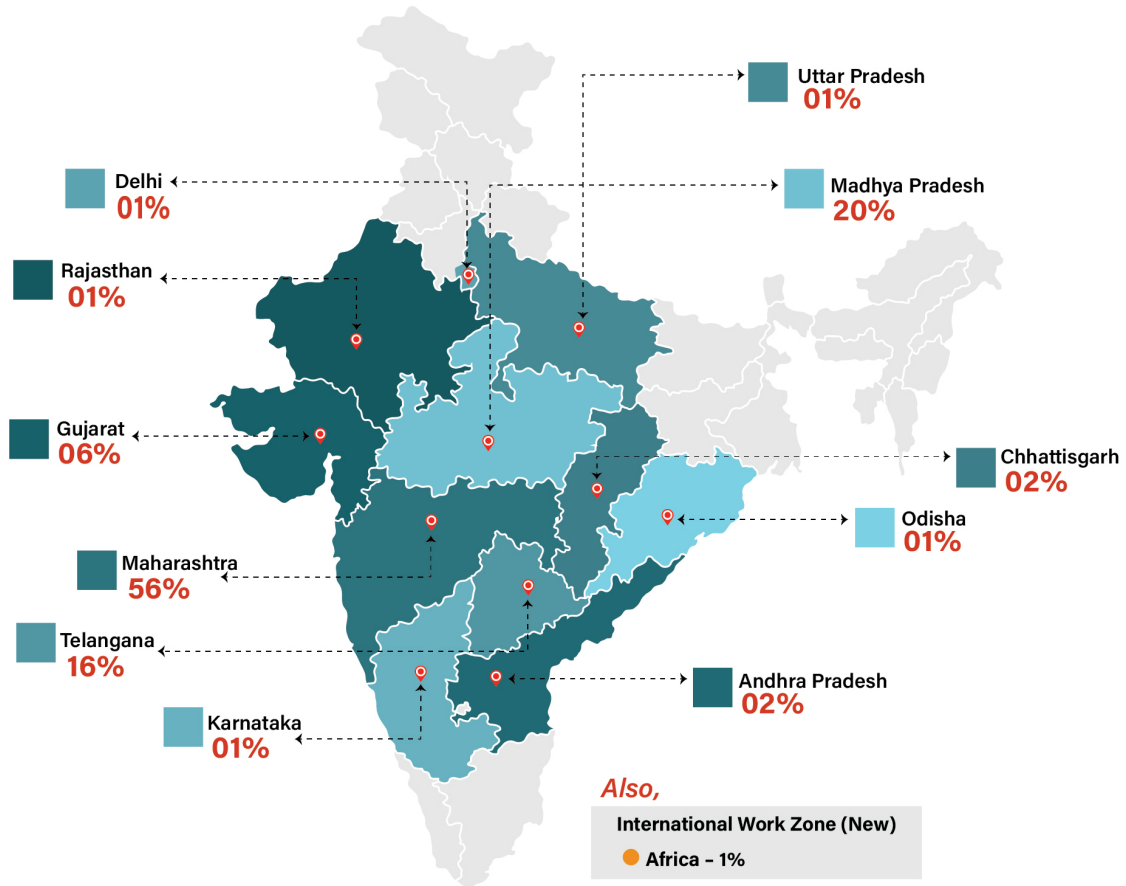 Uttar Pradesh
01%
Delhi
01%
Madhya Pradesh
20%
Rajasthan
01%
Gujarat
06%
Chhattisgarh
02%
Odisha
01%
Maharashtra
56%
Telangana
16%
Andhra Pradesh
02%
Karnataka
01%
Also,
International Work Zone (New)
Africa – 1%